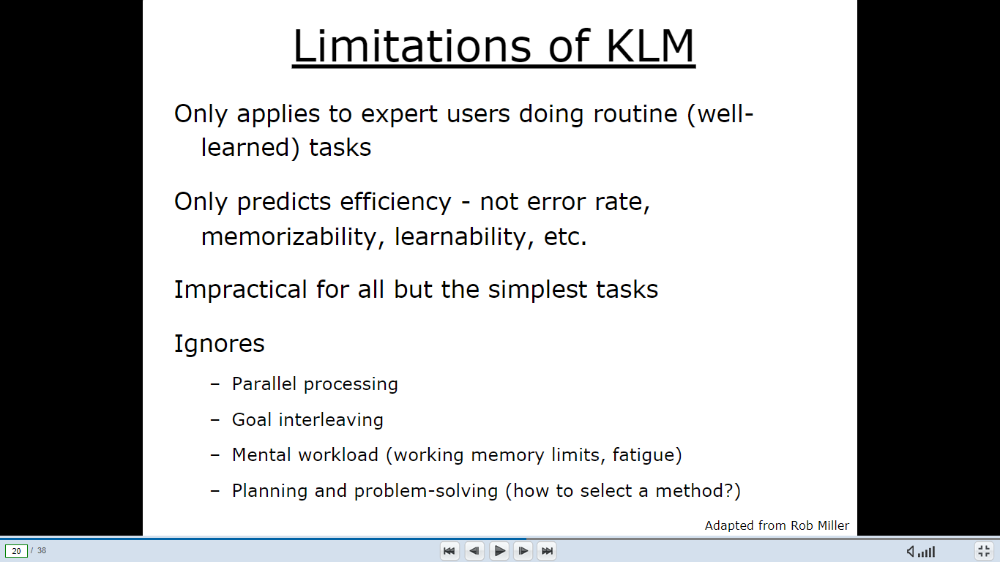 Limitations of KLM
Only applies to expert users doing routine (well-
learned) tasks
Only predicts efficiency - not error rate,
memorizability, learnability, etc.
Impractical for all but the simplest tasks
Ignores
– Parallel processing
– Goal interleaving
– Mental workload (working memory limits, fatigue)
– Planning and problem-solving (how to select a method?)
Adapted from Rob Miller
20 / 38